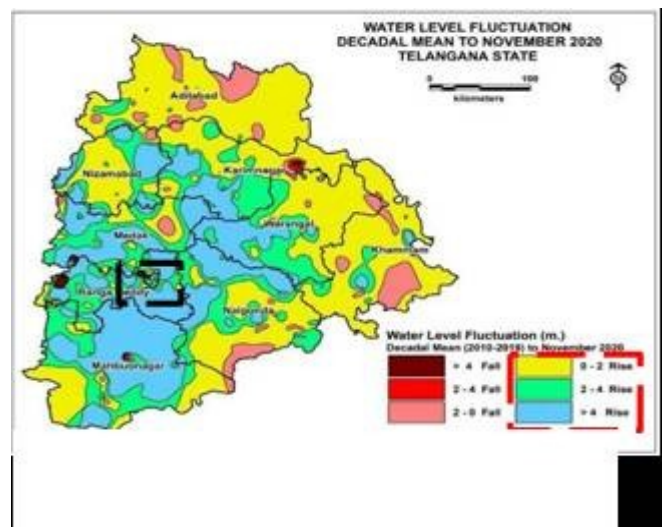 WATER LEVEL FLUCTUATION
DECADAL MEAN TO NOVEMBER 2020
TELANGANA STATE
0 100
kilometers
N
Adilabad
Nizamabad
Karimnagar
Warangal
Medak
Khammam
Ranga Reddy
Nalgonda
Mahbubnagar
Water Level Fluctuation (m.)
Decadal Mean (2010-2019) to November 2020
> 4 Fall
2 - 4 Fall
2 - 0 Fall
0 - 2 Rise
2 - 4 Rise
> 4 Rise